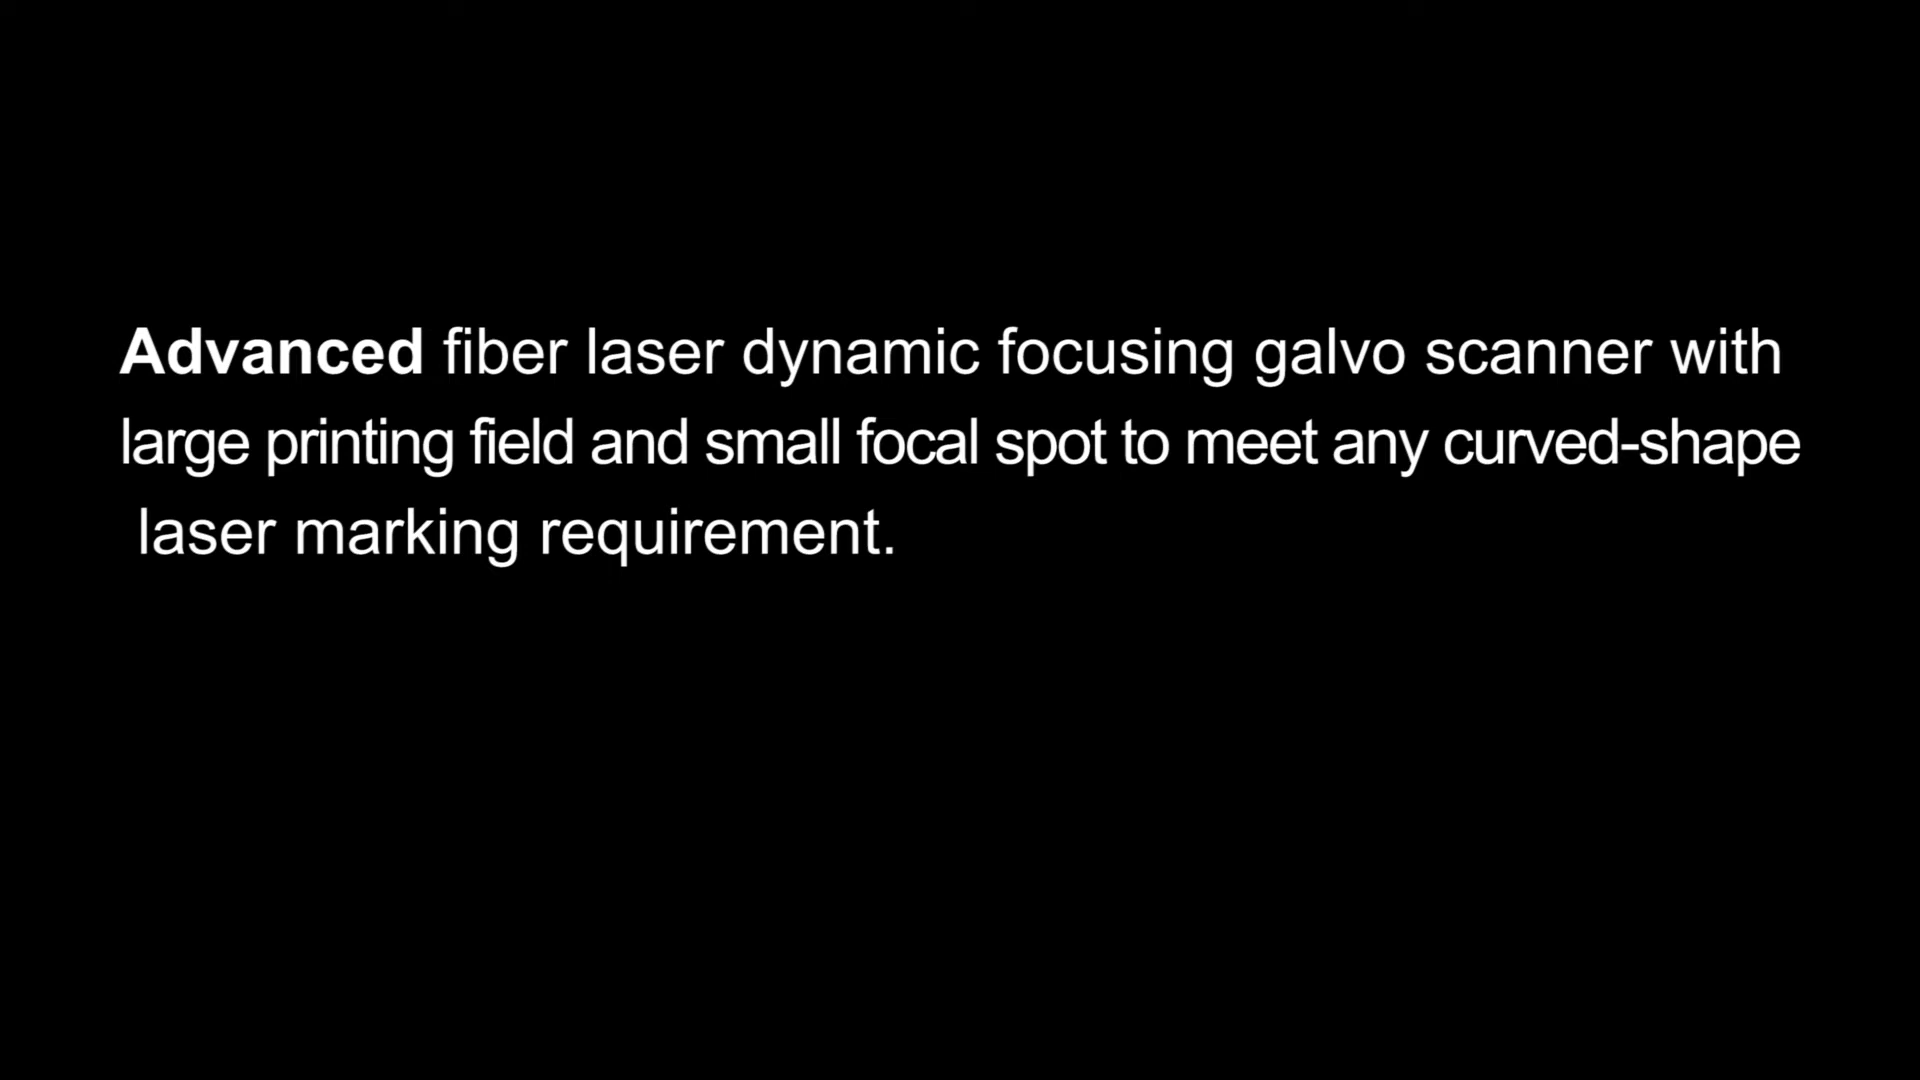 Advanced fiber laser dynamic focusing galvo scanner with
large printing field and small focal spot to meet any curved-shape
laser marking requirement.